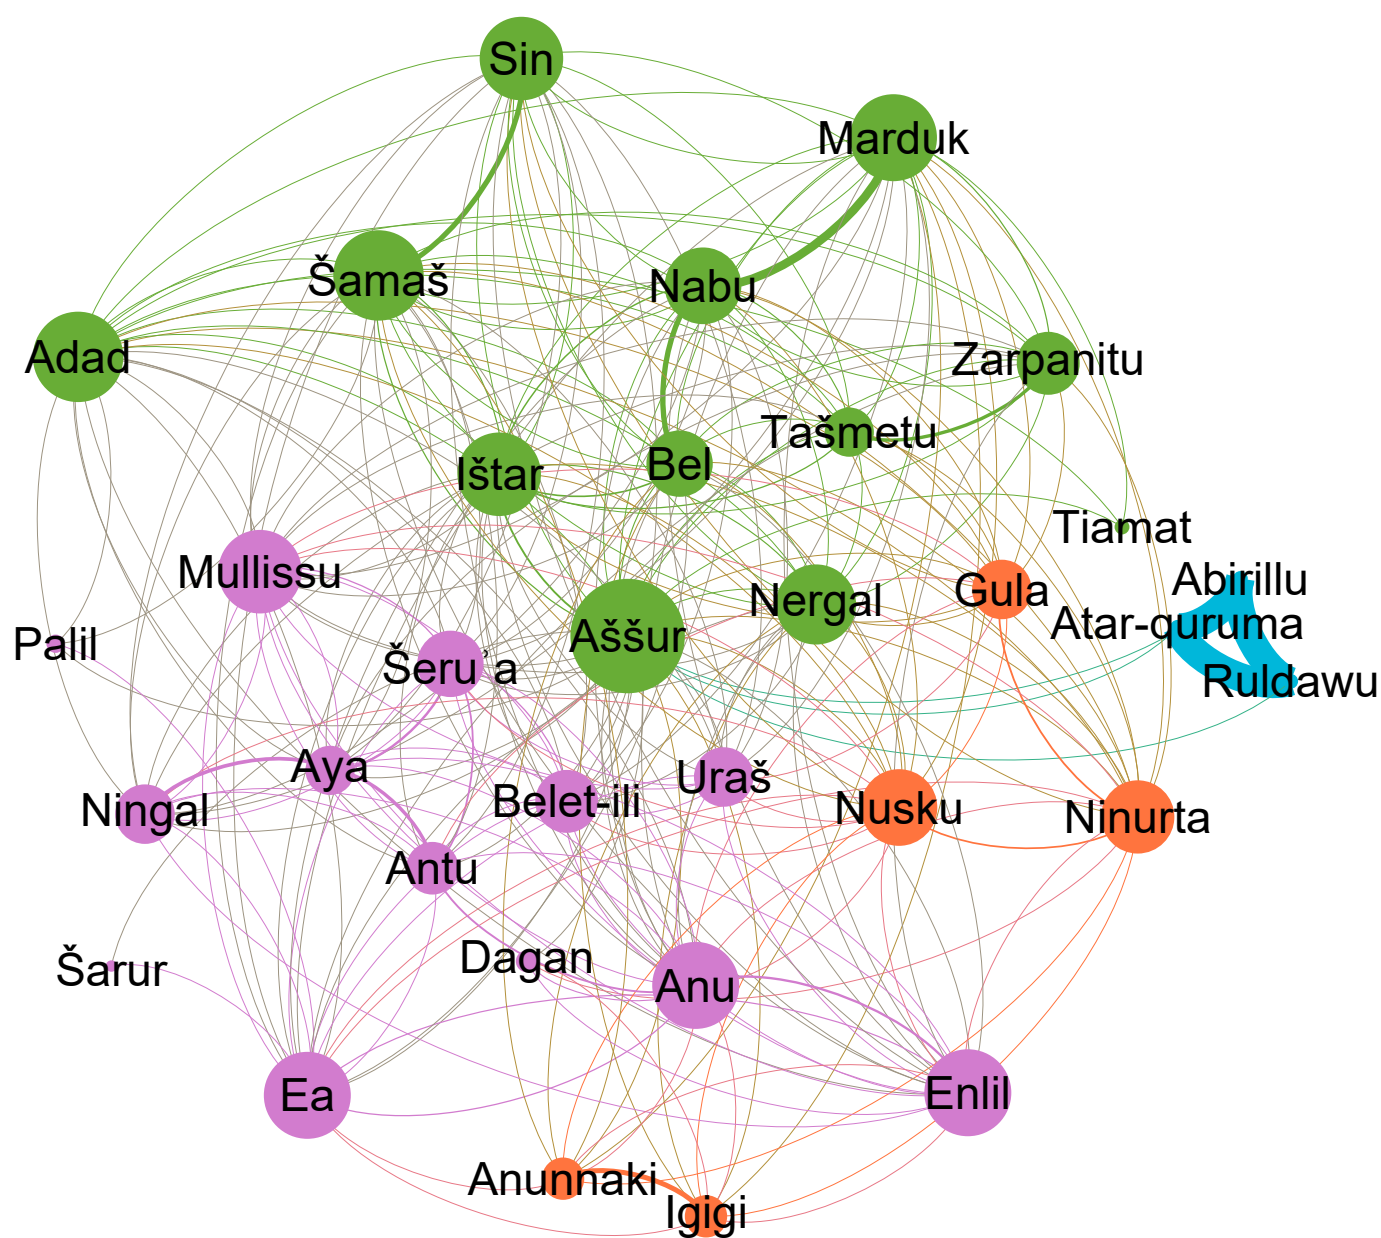 Sin
Marduk
Šamaš
Nabu
Adad
Zarpanitu
Tašmetu
Ištar
Bel
Tiamat
Mullissu
Abirillu
Gula
Nergal
Atar-quruma
Palil
Aššur
Šeruʾa
Ruldawu
Aya
Uraš
Ningal
Belet-ili
Nusku
Ninurta
Antu
Dagan
Šarur
Anu
Ea
Enlil
Anunnaki
Igigi